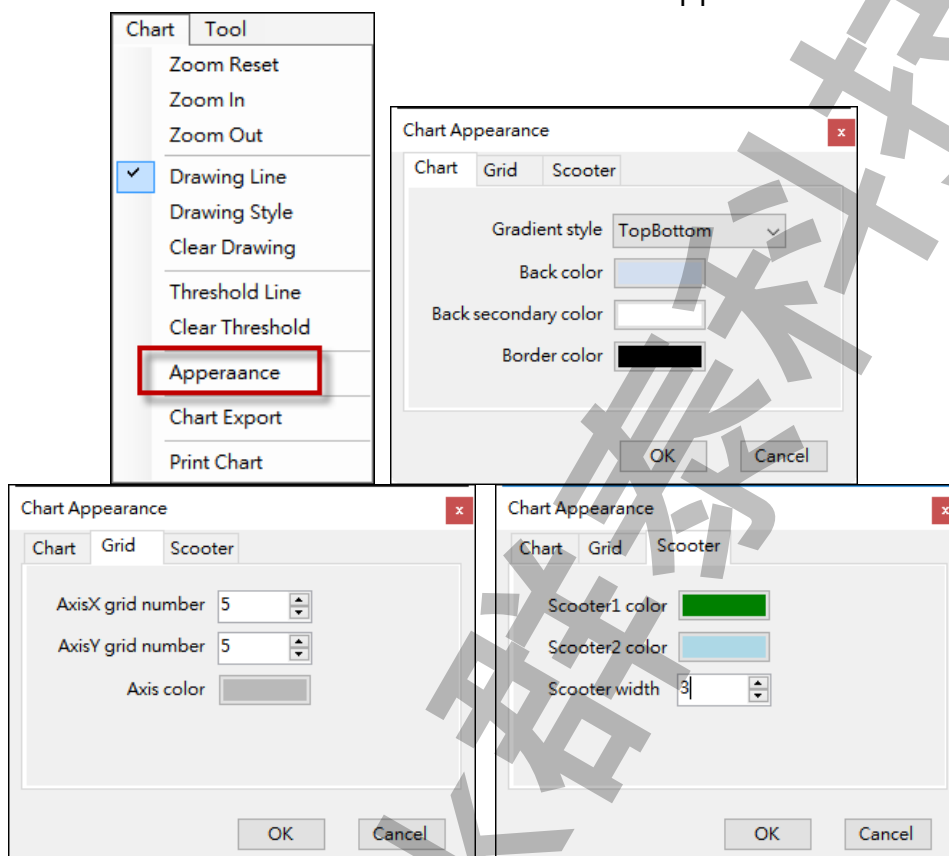 Chart Tool
Zoom Reset
Zoom In
Zoom Out
Drawing Line
Drawing Style
Clear Drawing
Threshold Line
Clear Threshold
Apperaance
Chart Export
Print Chart
Chart Appearance
x
Chart Grid Scooter
Gradient style TopBottom
Back color
Back secondary color
Border color
OK Cancel
Chart Appearance
x
Chart Grid Scooter
AxisX grid number 5
AxisY grid number 5
Axis color
OK Cancel
Chart Appearance
x
Chart Grid Scooter
Scooter1 color
Scooter2 color
Scooter width 3
OK Cancel